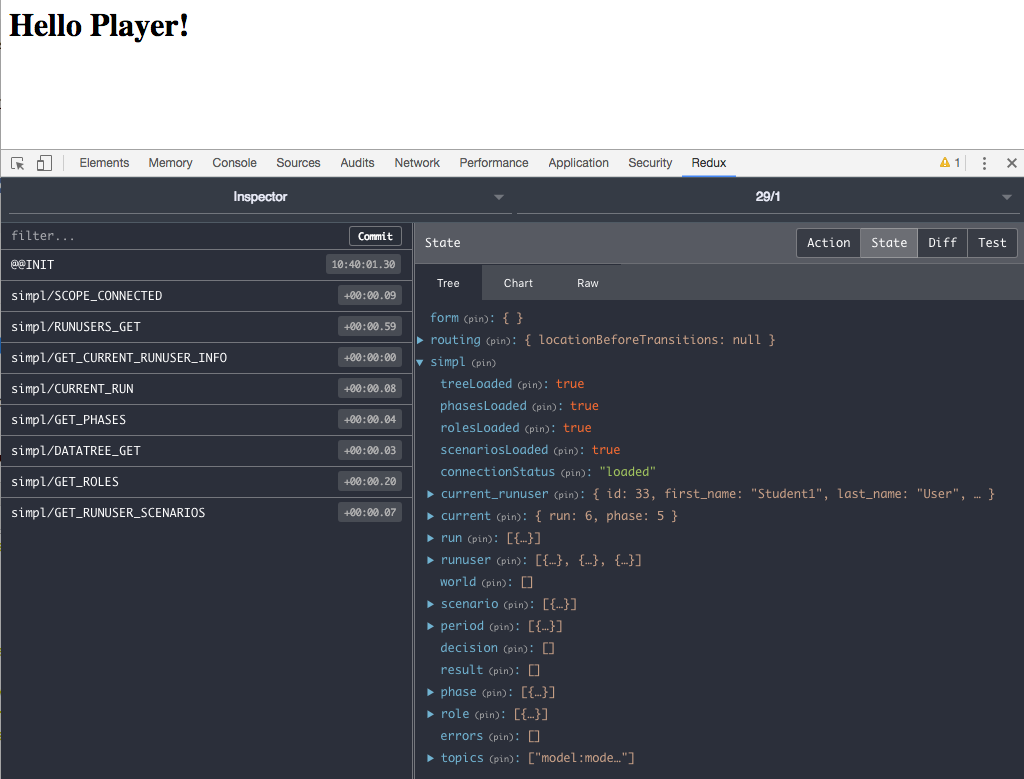 Hello Player!
Elements Memory Console Sources Audits Network Performance Application Security Redux 1
Inspector 29/1
filter... Commit
@@INIT 10:40:01.30
simpl/SCOPE_CONNECTED +00:00.09
simpl/RUNUSERS_GET +00:00.59
simpl/GET_CURRENT_RUNUSER_INFO +00:00:00
simpl/CURRENT_RUN +00:00.08
simpl/GET_PHASES +00:00.04
simpl/DATATREE_GET +00:00.03
simpl/GET_ROLES +00:00.20
simpl/GET_RUNUSER_SCENARIOS +00:00.07
State Action State Diff Test
Tree Chart Raw
form (pin): { }
routing (pin): { locationBeforeTransitions: null }
simpl (pin)
treeLoaded (pin): true
phasesLoaded (pin): true
rolesLoaded (pin): true
scenariosLoaded (pin): true
connectionStatus (pin): "loaded"
current_runuser (pin): { id: 33, first_name: "Student1", last_name: "User", … }
current (pin): { run: 6, phase: 5 }
run (pin): [{…}]
runuser (pin): [{…}, {…}, {…}]
world (pin): []
scenario (pin): [{…}]
period (pin): [{…}]
decision (pin): []
result (pin): []
phase (pin): [{…}]
role (pin): [{…}]
errors (pin): []
topics (pin): ["model:mode…"]